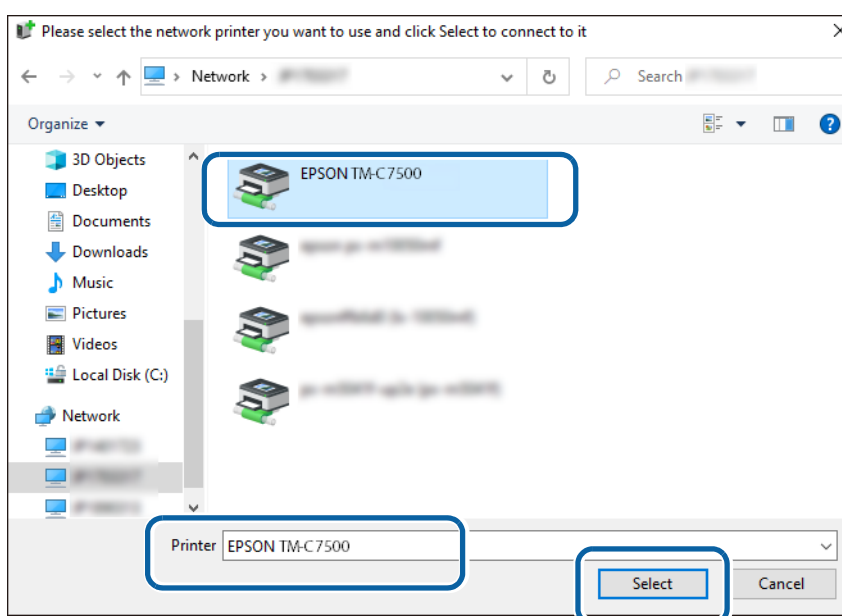 Please select the network printer you want to use and click Select to connect to it
Network
Search
Organize
3D Objects
Desktop
Documents
Downloads
Music
Pictures
Videos
Local Disk (C:)
Network
EPSON TM-C7500
Printer EPSON TM-C7500
Select Cancel